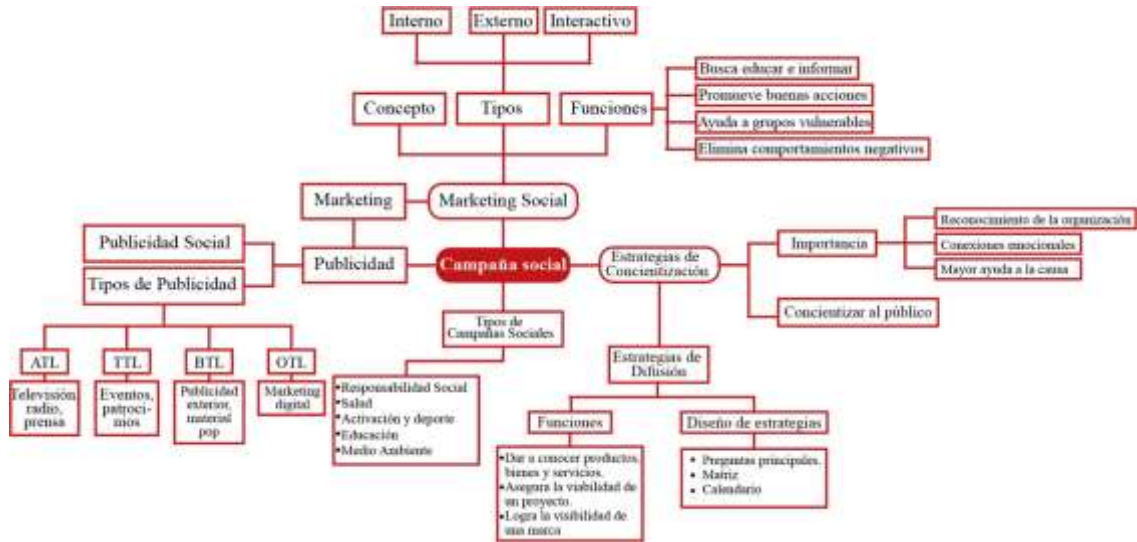 Interno
Externo
Interactivo
Concepto
Tipos
Funciones
Busca educar e informar
Promueve buenas acciones
Ayuda a grupos vulnerables
Elimina comportamientos negativos
Marketing
Marketing Social
Publicidad Social
Tipos de Publicidad
Publicidad
Campaña social
Estrategias de
Concientización
Importancia
Reconocimiento de la organización
Conexiones emocionales
Mayor ayuda a la causa
Concientizar al público
ATL
TTL
BTL
OTL
Televisión,
radio,
prensa
Eventos,
patroci-
Publicidad
exterior,
material
pop
Marketing
digital
Tipos de
Campañas Sociales
•Responsabilidad Social
•Salud
•Activación y deporte
•Educación
•Medio Ambiente
Estrategias de
Difusión
Funciones
•Dar a conocer productos,
bienes y servicios.
•Asegura la viabilidad de
un proyecto.
•Logra la visibilidad de
una marca
Diseño de estrategias
• Preguntas principales.
• Matriz
• Calendario